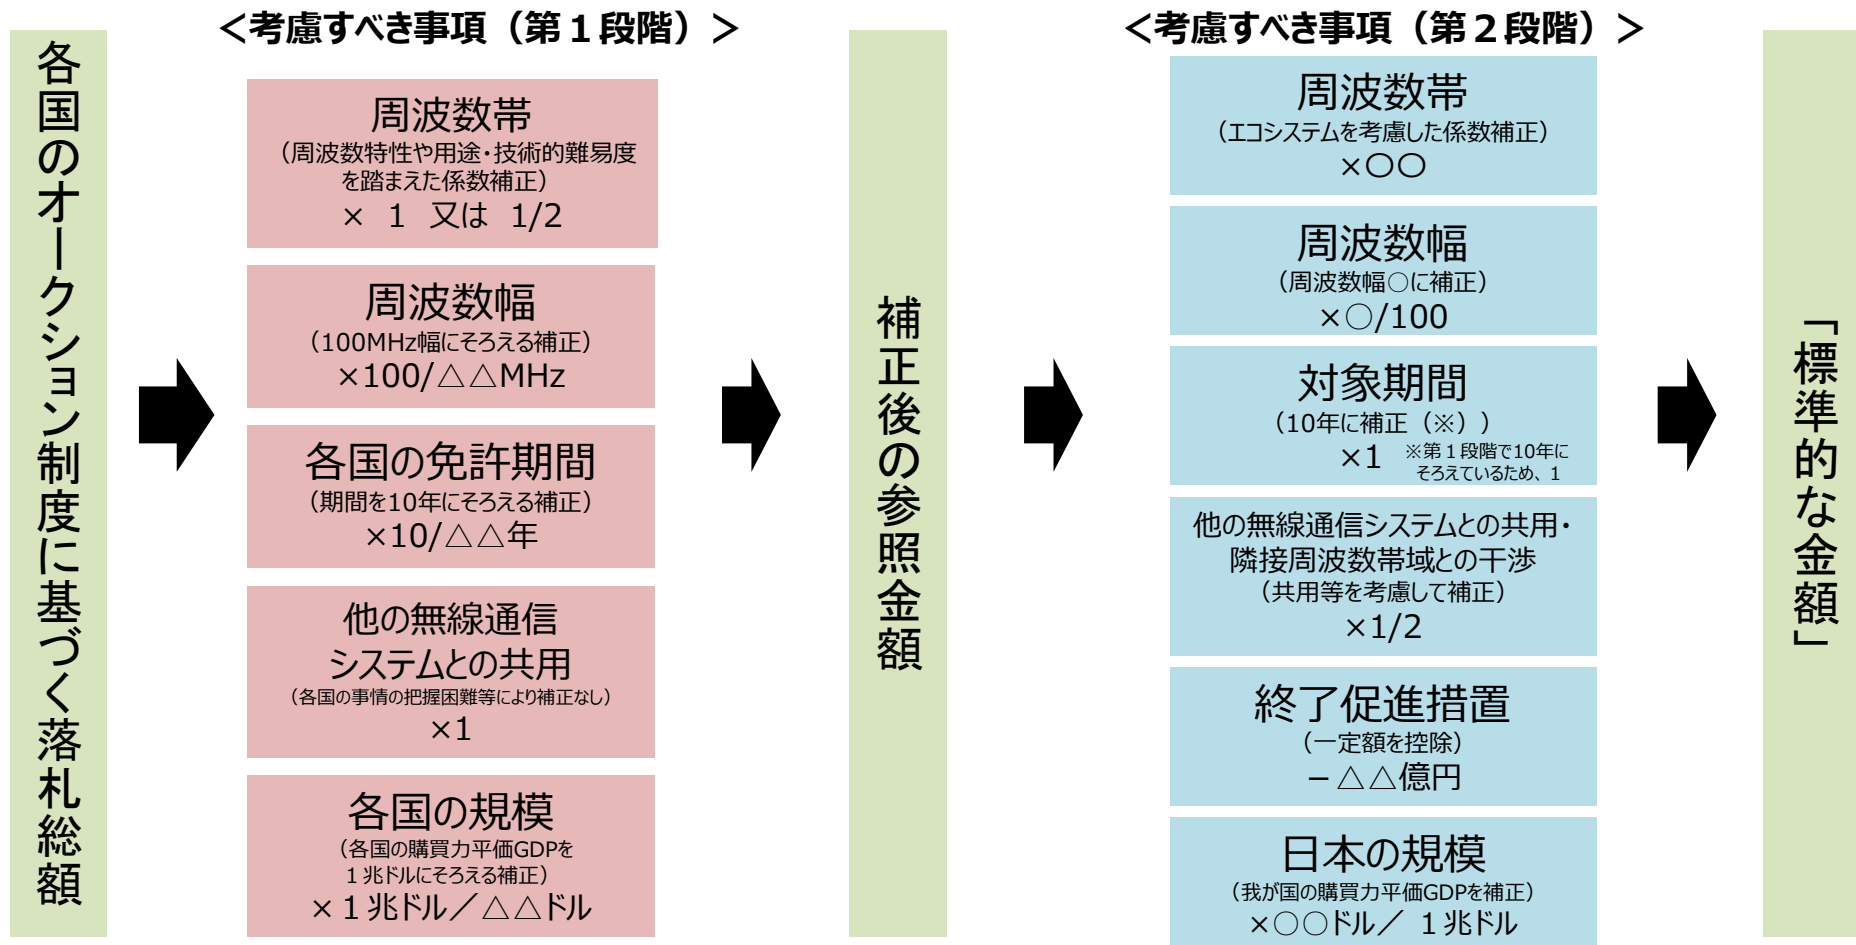 各国のオークション制度に基づく落札総額
＜考慮すべき事項（第１段階）＞
周波数帯
（周波数特性や用途・技術的難易度
を踏まえた係数補正）
× 1 又は 1/2
周波数幅
（100MHz幅にそろえる補正）
×100/△△MHz
各国の免許期間
（期間を10年にそろえる補正）
×10/△△年
他の無線通信
システムとの共用
（各国の事情の把握困難等により補正なし）
×1
各国の規模
（各国の購買力平価GDPを
１兆ドルにそろえる補正）
×１兆ドル／△△ドル
補正後の参照金額
＜考慮すべき事項（第２段階）＞
周波数帯
（エコシステムを考慮した係数補正）
×〇〇
周波数幅
（周波数幅○に補正）
×○/100
対象期間
（10年に補正（※））
×1 ※第１段階で10年に
そろえているため、1
他の無線通信システムとの共用・
隣接周波数帯域との干渉
（共用等を考慮して補正）
×1/2
終了促進措置
（一定額を控除）
－△△億円
日本の規模
（我が国の購買力平価GDPを補正）
×○○ドル／ １兆ドル
「標準的な金額」